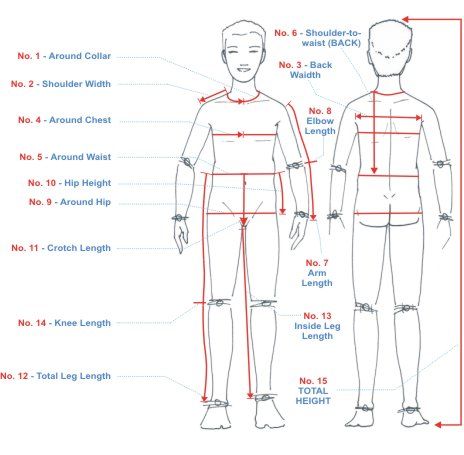 No. 1 - Around Collar
No. 2 - Shoulder Width
No. 4 - Around Chest
No. 5 - Around Waist
No. 10 - Hip Height
No. 9 - Around Hip
No. 11 - Crotch Length
No. 14 - Knee Length
No. 12 - Total Leg Length
No. 6 - Shoulder-to-
waist (BACK)
No. 3 - Back
Waidth
No. 8
Elbow
Length
No. 7
Arm
Length
No. 13
Inside Leg
Length
No. 15
TOTAL
HEIGHT